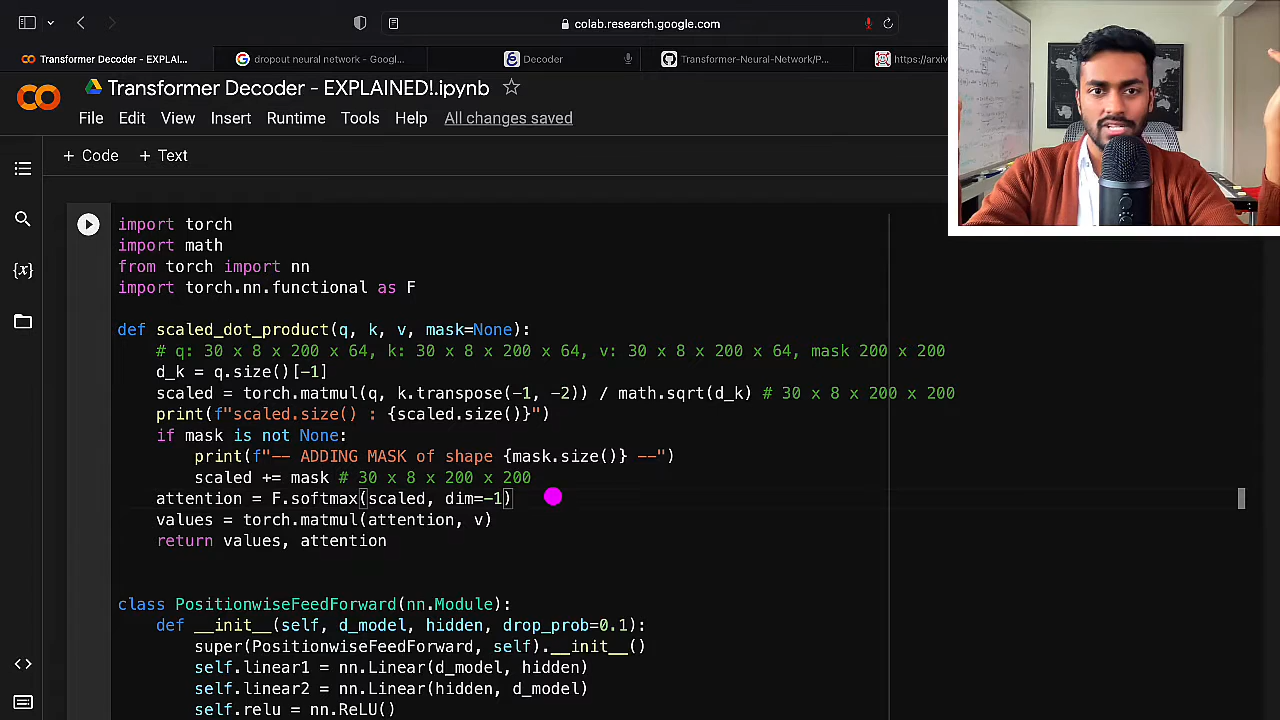 colab.research.google.com
Transformer Decoder - EXPLAI...
dropout neural network - Googl...
Decoder
Transformer-Neural-Network/P...
https://arxiv
CO
Transformer Decoder - EXPLAINED!.ipynb
File Edit View Insert Runtime Tools Help All changes saved
+ Code + Text
{x}
import torch
import math
from torch import nn
import torch.nn.functional as F
def scaled_dot_product(q, k, v, mask=None):
# q: 30 x 8 x 200 x 64, k: 30 x 8 x 200 x 64, v: 30 x 8 x 200 x 64, mask 200 x 200
d_k = q.size()[-1]
scaled = torch.matmul(q, k.transpose(-1, -2)) / math.sqrt(d_k) # 30 x 8 x 200 x 200
print(f"scaled.size() : {scaled.size()}")
if mask is not None:
print(f"-- ADDING MASK of shape {mask.size()} --")
scaled += mask # 30 x 8 x 200 x 200
attention = F.softmax(scaled, dim=-1)
values = torch.matmul(attention, v)
return values, attention
class PositionwiseFeedForward(nn.Module):
def __init__(self, d_model, hidden, drop_prob=0.1):
super(PositionwiseFeedForward, self).__init__()
self.linear1 = nn.Linear(d_model, hidden)
self.linear2 = nn.Linear(hidden, d_model)
self.relu = nn.ReLU()